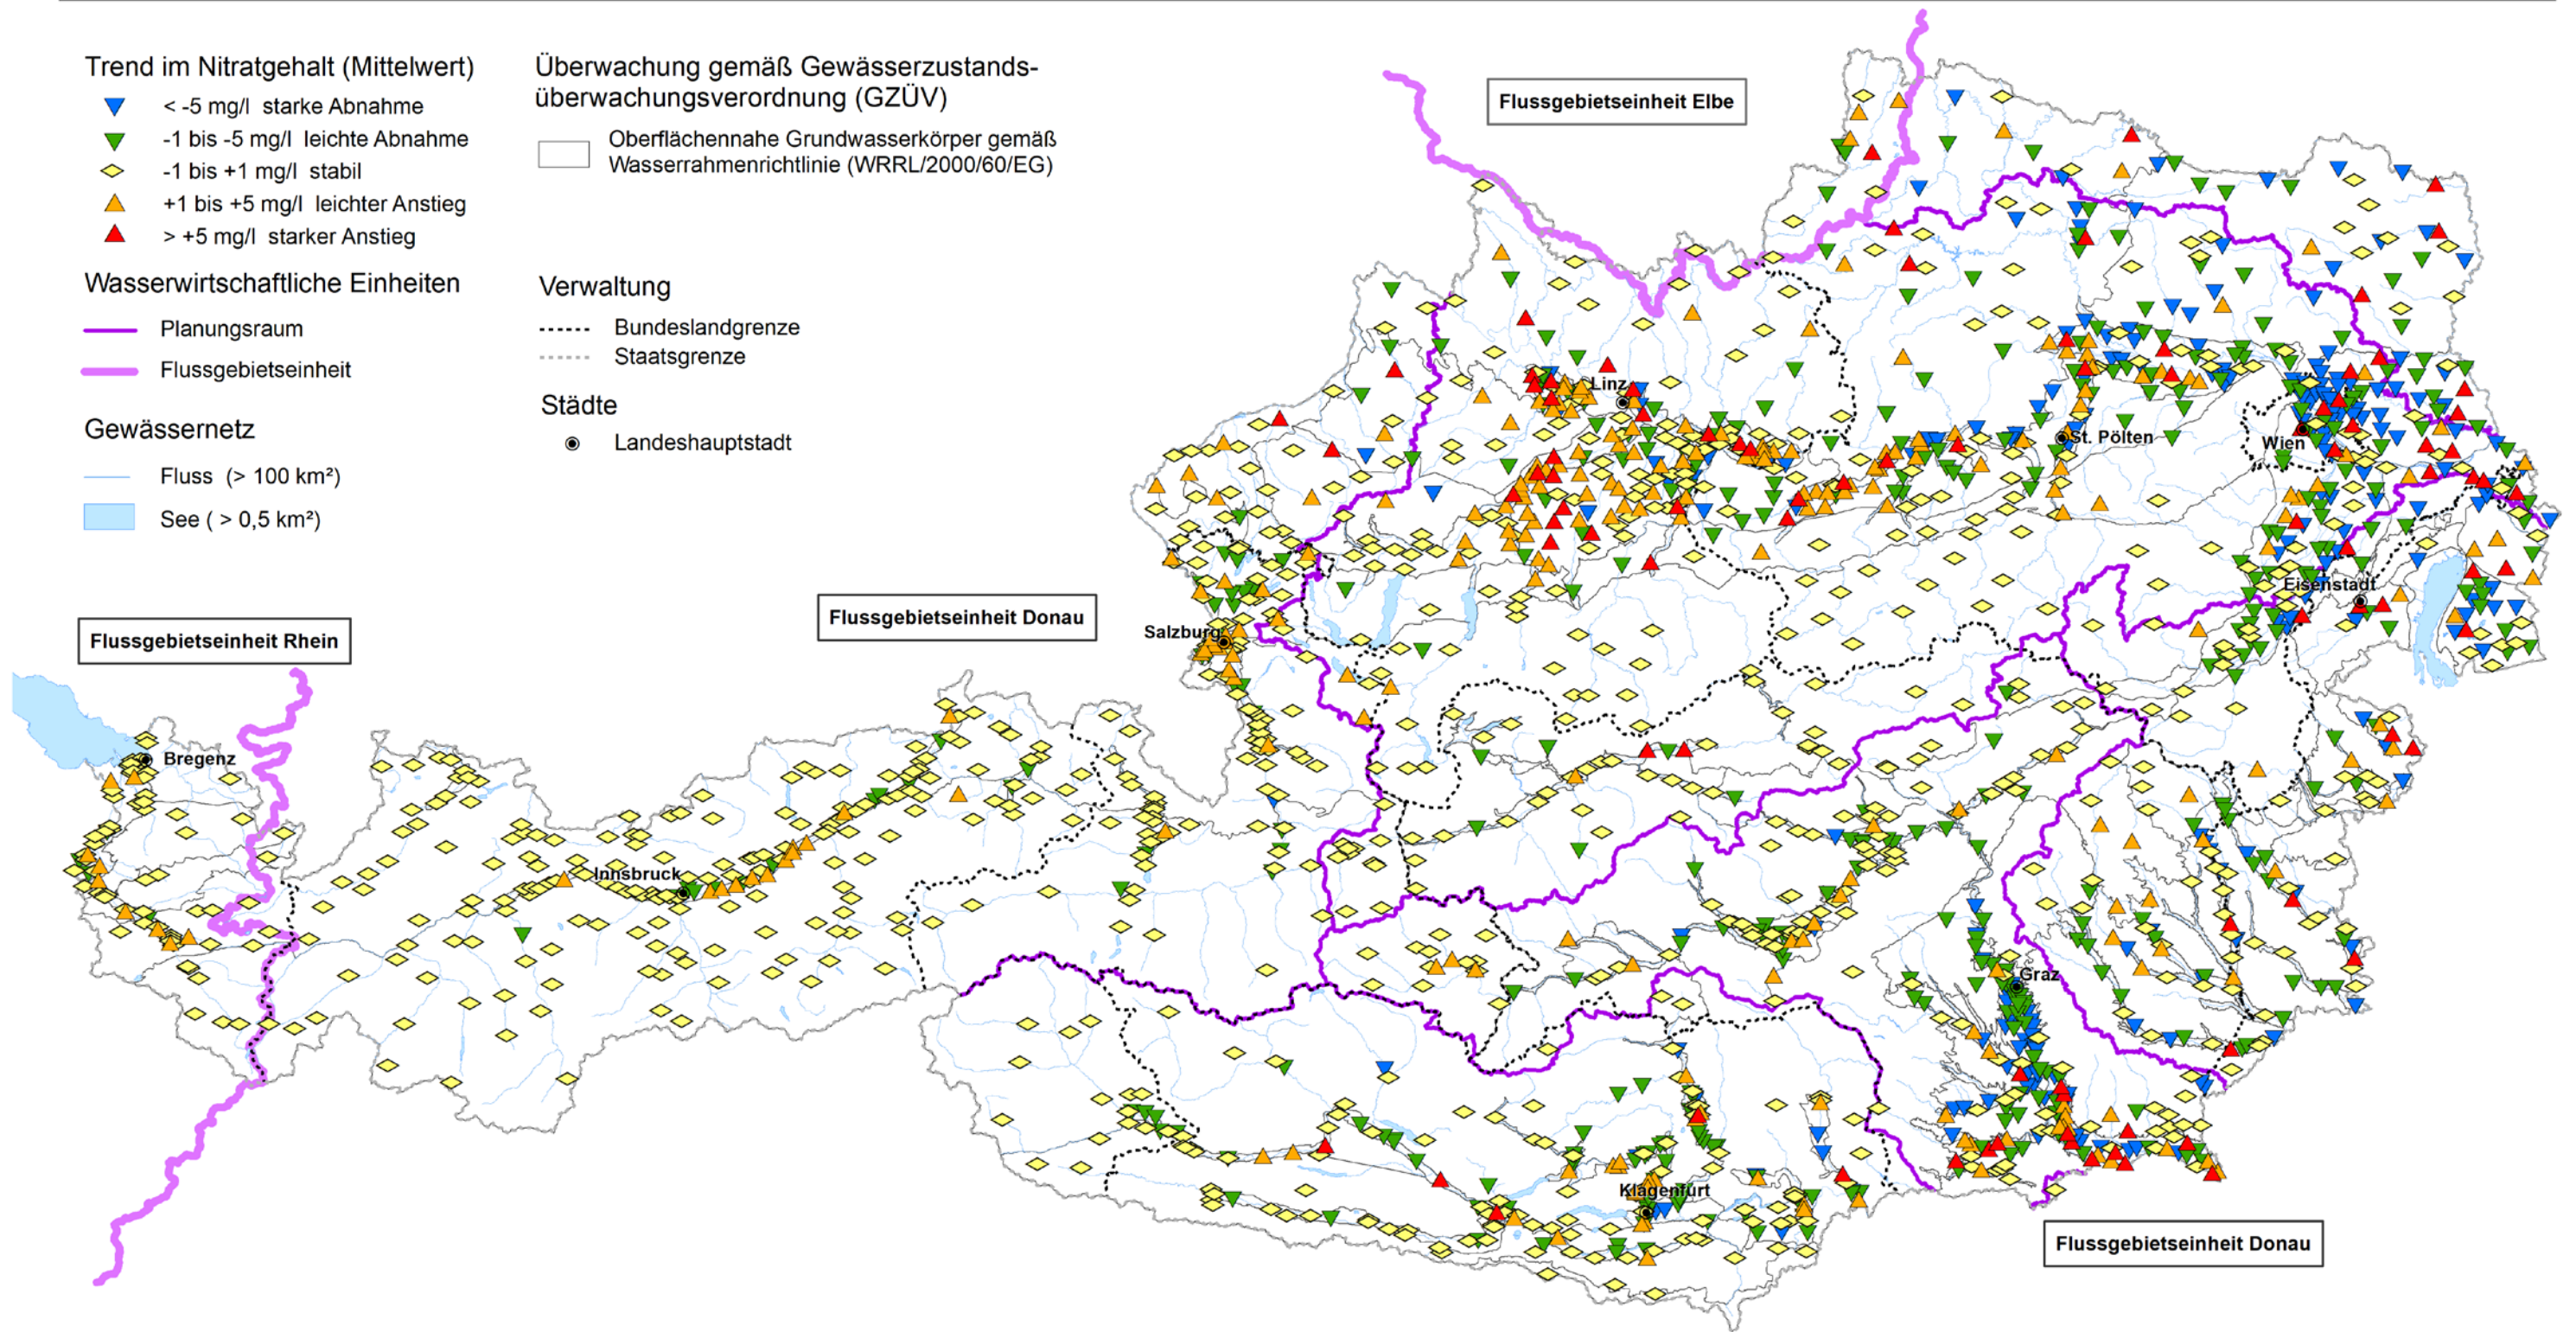 Trend im Nitratgehalt (Mittelwert)
< -5 mg/l starke Abnahme
-1 bis -5 mg/l leichte Abnahme
-1 bis +1 mg/l stabil
+1 bis +5 mg/l leichter Anstieg
> +5 mg/l starker Anstieg
Wasserwirtschaftliche Einheiten
Planungsraum
Flussgebietseinheit
Gewässernetz
Fluss (> 100 km²)
See ( > 0,5 km²)
Überwachung gemäß Gewässerzustands-
überwachungsverordnung (GZÜV)
Oberflächennahe Grundwasserkörper gemäß
Wasserrahmenrichtlinie (WRRL/2000/60/EG)
Verwaltung
Bundeslandgrenze
Staatsgrenze
Städte
Landeshauptstadt
Flussgebietseinheit Elbe
Linz
St. Pölten
Wien
Eisenstadt
Flussgebietseinheit Donau
Salzburg
Flussgebietseinheit Rhein
Bregenz
Innsbruck
Graz
Klagenfurt
Flussgebietseinheit Donau